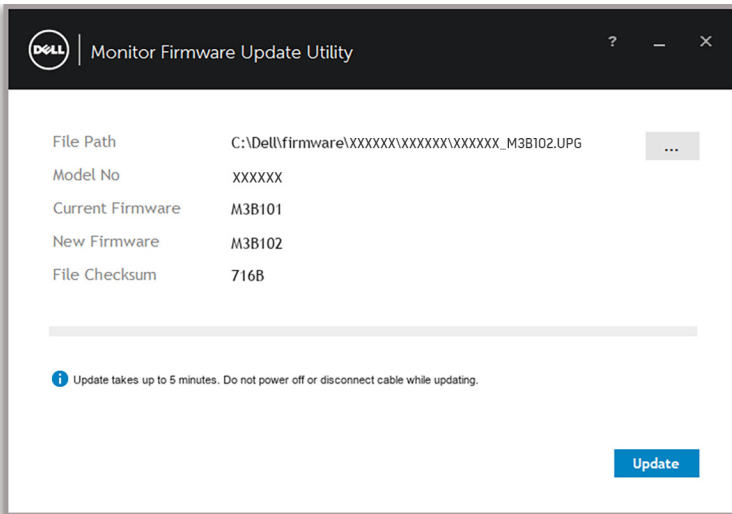 DELL
Monitor Firmware Update Utility ? _ X
File Path C:\Dell\firmware\XXXXXX\XXXXXX\XXXXXX_M3B102.UPG ...
Model No XXXXXX
Current Firmware M3B101
New Firmware M3B102
File Checksum 716B
i Update takes up to 5 minutes. Do not power off or disconnect cable while updating.
Update